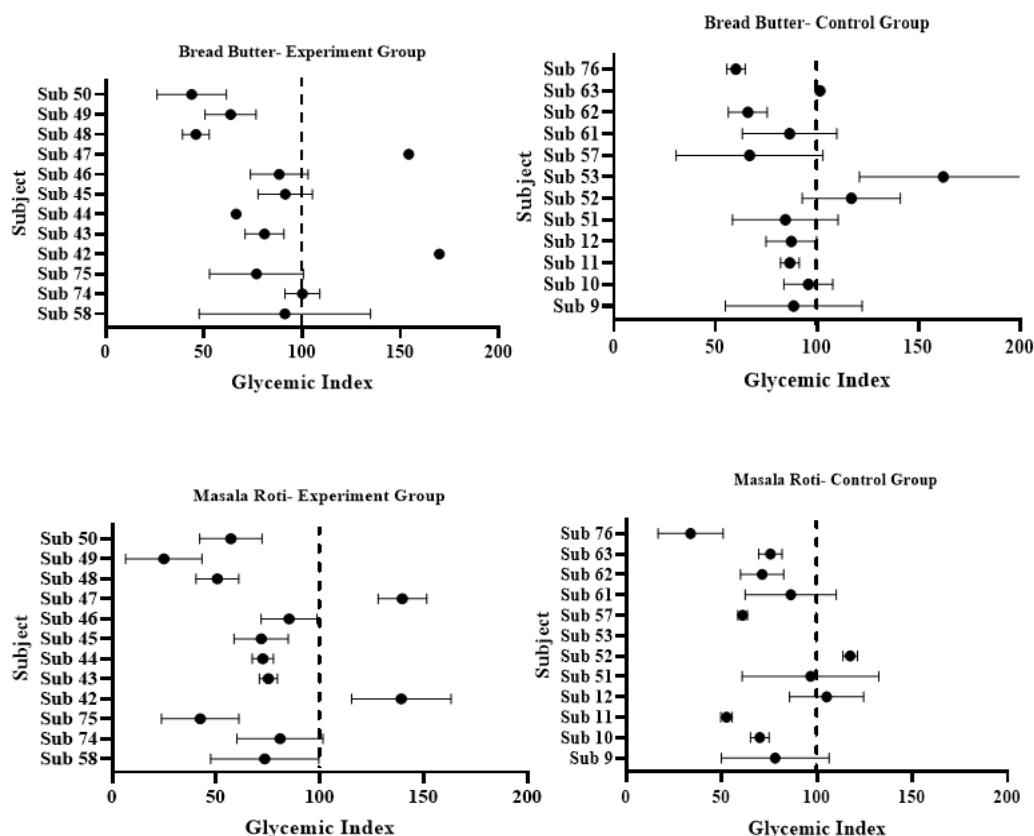 Bread Butter- Experiment Group
Subject
Sub 50
Sub 49
Sub 48
Sub 47
Sub 46
Sub 45
Sub 44
Sub 43
Sub 42
Sub 75
Sub 74
Sub 58
0 50 100 150 200
Glycemic Index
Bread Butter- Control Group
Subject
Sub 76
Sub 63
Sub 62
Sub 61
Sub 57
Sub 53
Sub 52
Sub 51
Sub 12
Sub 11
Sub 10
Sub 9
0 50 100 150 200
Glycemic Index
Masala Roti- Experiment Group
Subject
Sub 50
Sub 49
Sub 48
Sub 47
Sub 46
Sub 45
Sub 44
Sub 43
Sub 42
Sub 75
Sub 74
Sub 58
0 50 100 150 200
Glycemic Index
Masala Roti- Control Group
Subject
Sub 76
Sub 63
Sub 62
Sub 61
Sub 57
Sub 53
Sub 52
Sub 51
Sub 12
Sub 11
Sub 10
Sub 9
0 50 100 150 200
Glycemic Index